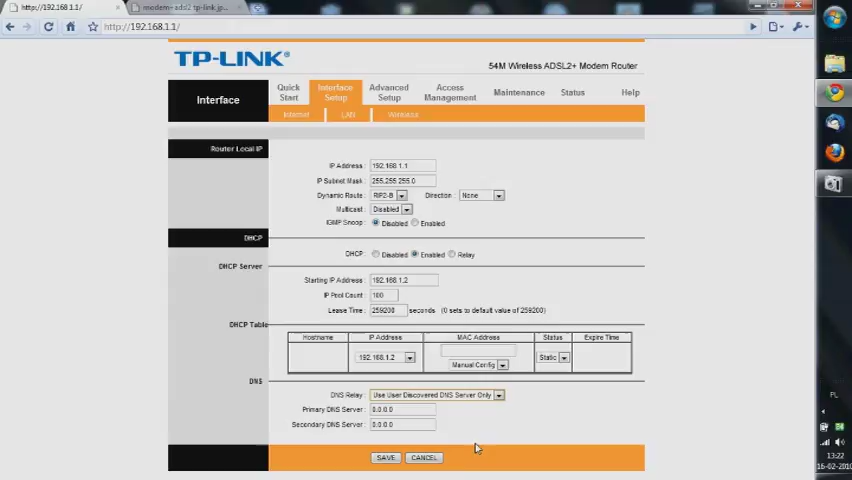 http://192.168.1.1/
modem+ adsl2 tp-link.jp...
http://192.168.1.1/
TP-LINK®
54M Wireless ADSL2+ Modem Router
Interface
Quick Start
Interface Setup
Advanced Setup
Access Management
Maintenance
Status
Help
Internet
LAN
Wireless
Router Local IP
IP Address: 192.168.1.1
IP Subnet Mask: 255.255.255.0
Dynamic Route: RIP2-B Direction: None
Multicast: Disabled
IGMP Snoop: Disabled Enabled
DHCP
DHCP: Disabled Enabled Relay
DHCP Server
Starting IP Address: 192.168.1.2
IP Pool Count: 100
Lease Time: 259200 seconds (0 sets to default value of 259200)
DHCP Table
Hostname IP Address MAC Address Status Expire Time
192.168.1.2 Static
Manual Config
DNS
DNS Relay: Use User Discovered DNS Server Only
Primary DNS Server: 0.0.0.0
Secondary DNS Server: 0.0.0.0
SAVE CANCEL
PL
13:22
16-02-2010